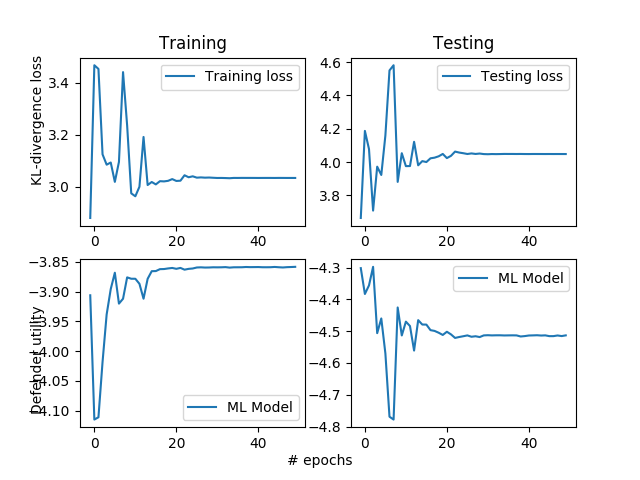 Training
Testing
KL-divergence loss
3.4
3.2
3.0
Training loss
0 20 40
4.6
4.4
4.2
4.0
3.8
Testing loss
0 20 40
Defender utility
−3.85
−3.90
−3.95
−4.00
−4.05
−4.10
ML Model
0 20 40
−4.3
−4.4
−4.5
−4.6
−4.7
−4.8
ML Model
0 20 40
# epochs